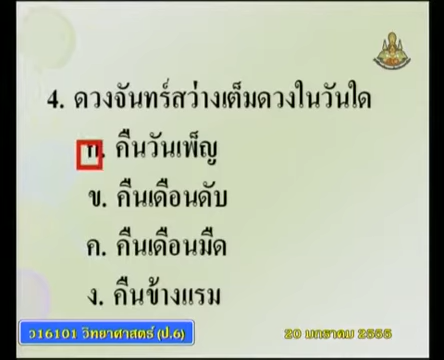 4. ดวงจันทร์สว่างเต็มดวงในวันใด
ก. คืนวันเพ็ญ
ข. คืนเดือนดับ
ค. คืนเดือนมืด
ง. คืนข้างแรม
ว16101 วิทยาศาสตร์ (ป.6)
20 มกราคม 2555